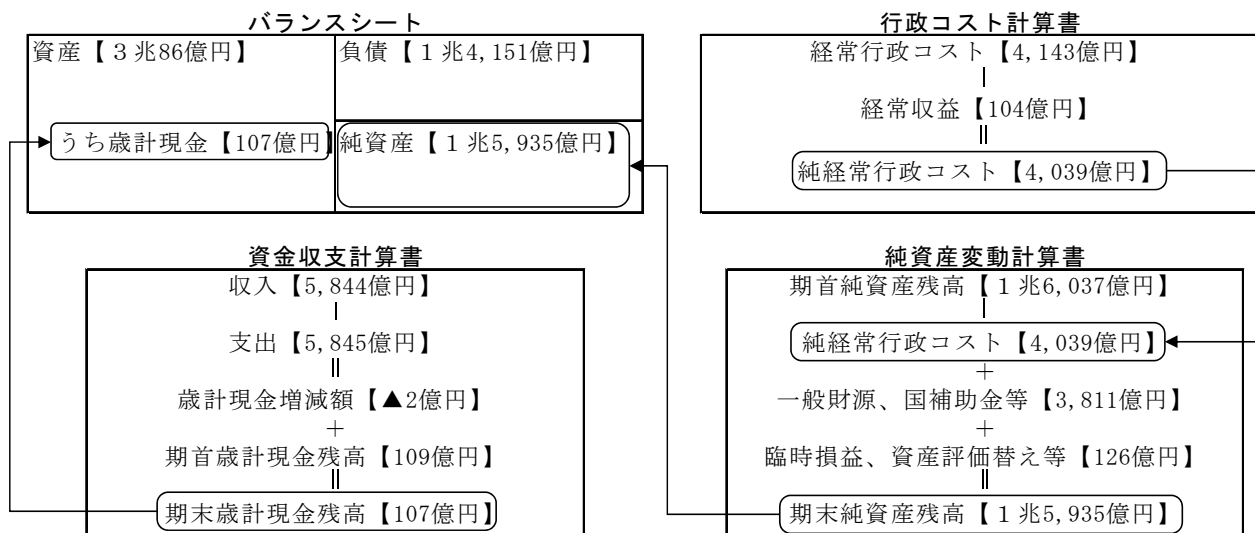 バランスシート
資産【３兆86億円】
負債【１兆4,151億円】
うち歳計現金【107億円】
純資産【１兆5,935億円】
行政コスト計算書
経常行政コスト【4,143億円】
－
経常収益【104億円】
＝
純経常行政コスト【4,039億円】
資金収支計算書
収入【5,844億円】
－
支出【5,845億円】
＝
歳計現金増減額【▲2億円】
＋
期首歳計現金残高【109億円】
＝
期末歳計現金残高【107億円】
純資産変動計算書
期首純資産残高【１兆6,037億円】
－
純経常行政コスト【4,039億円】
＋
一般財源、国補助金等【3,811億円】
＋
臨時損益、資産評価替え等【126億円】
＝
期末純資産残高【１兆5,935億円】